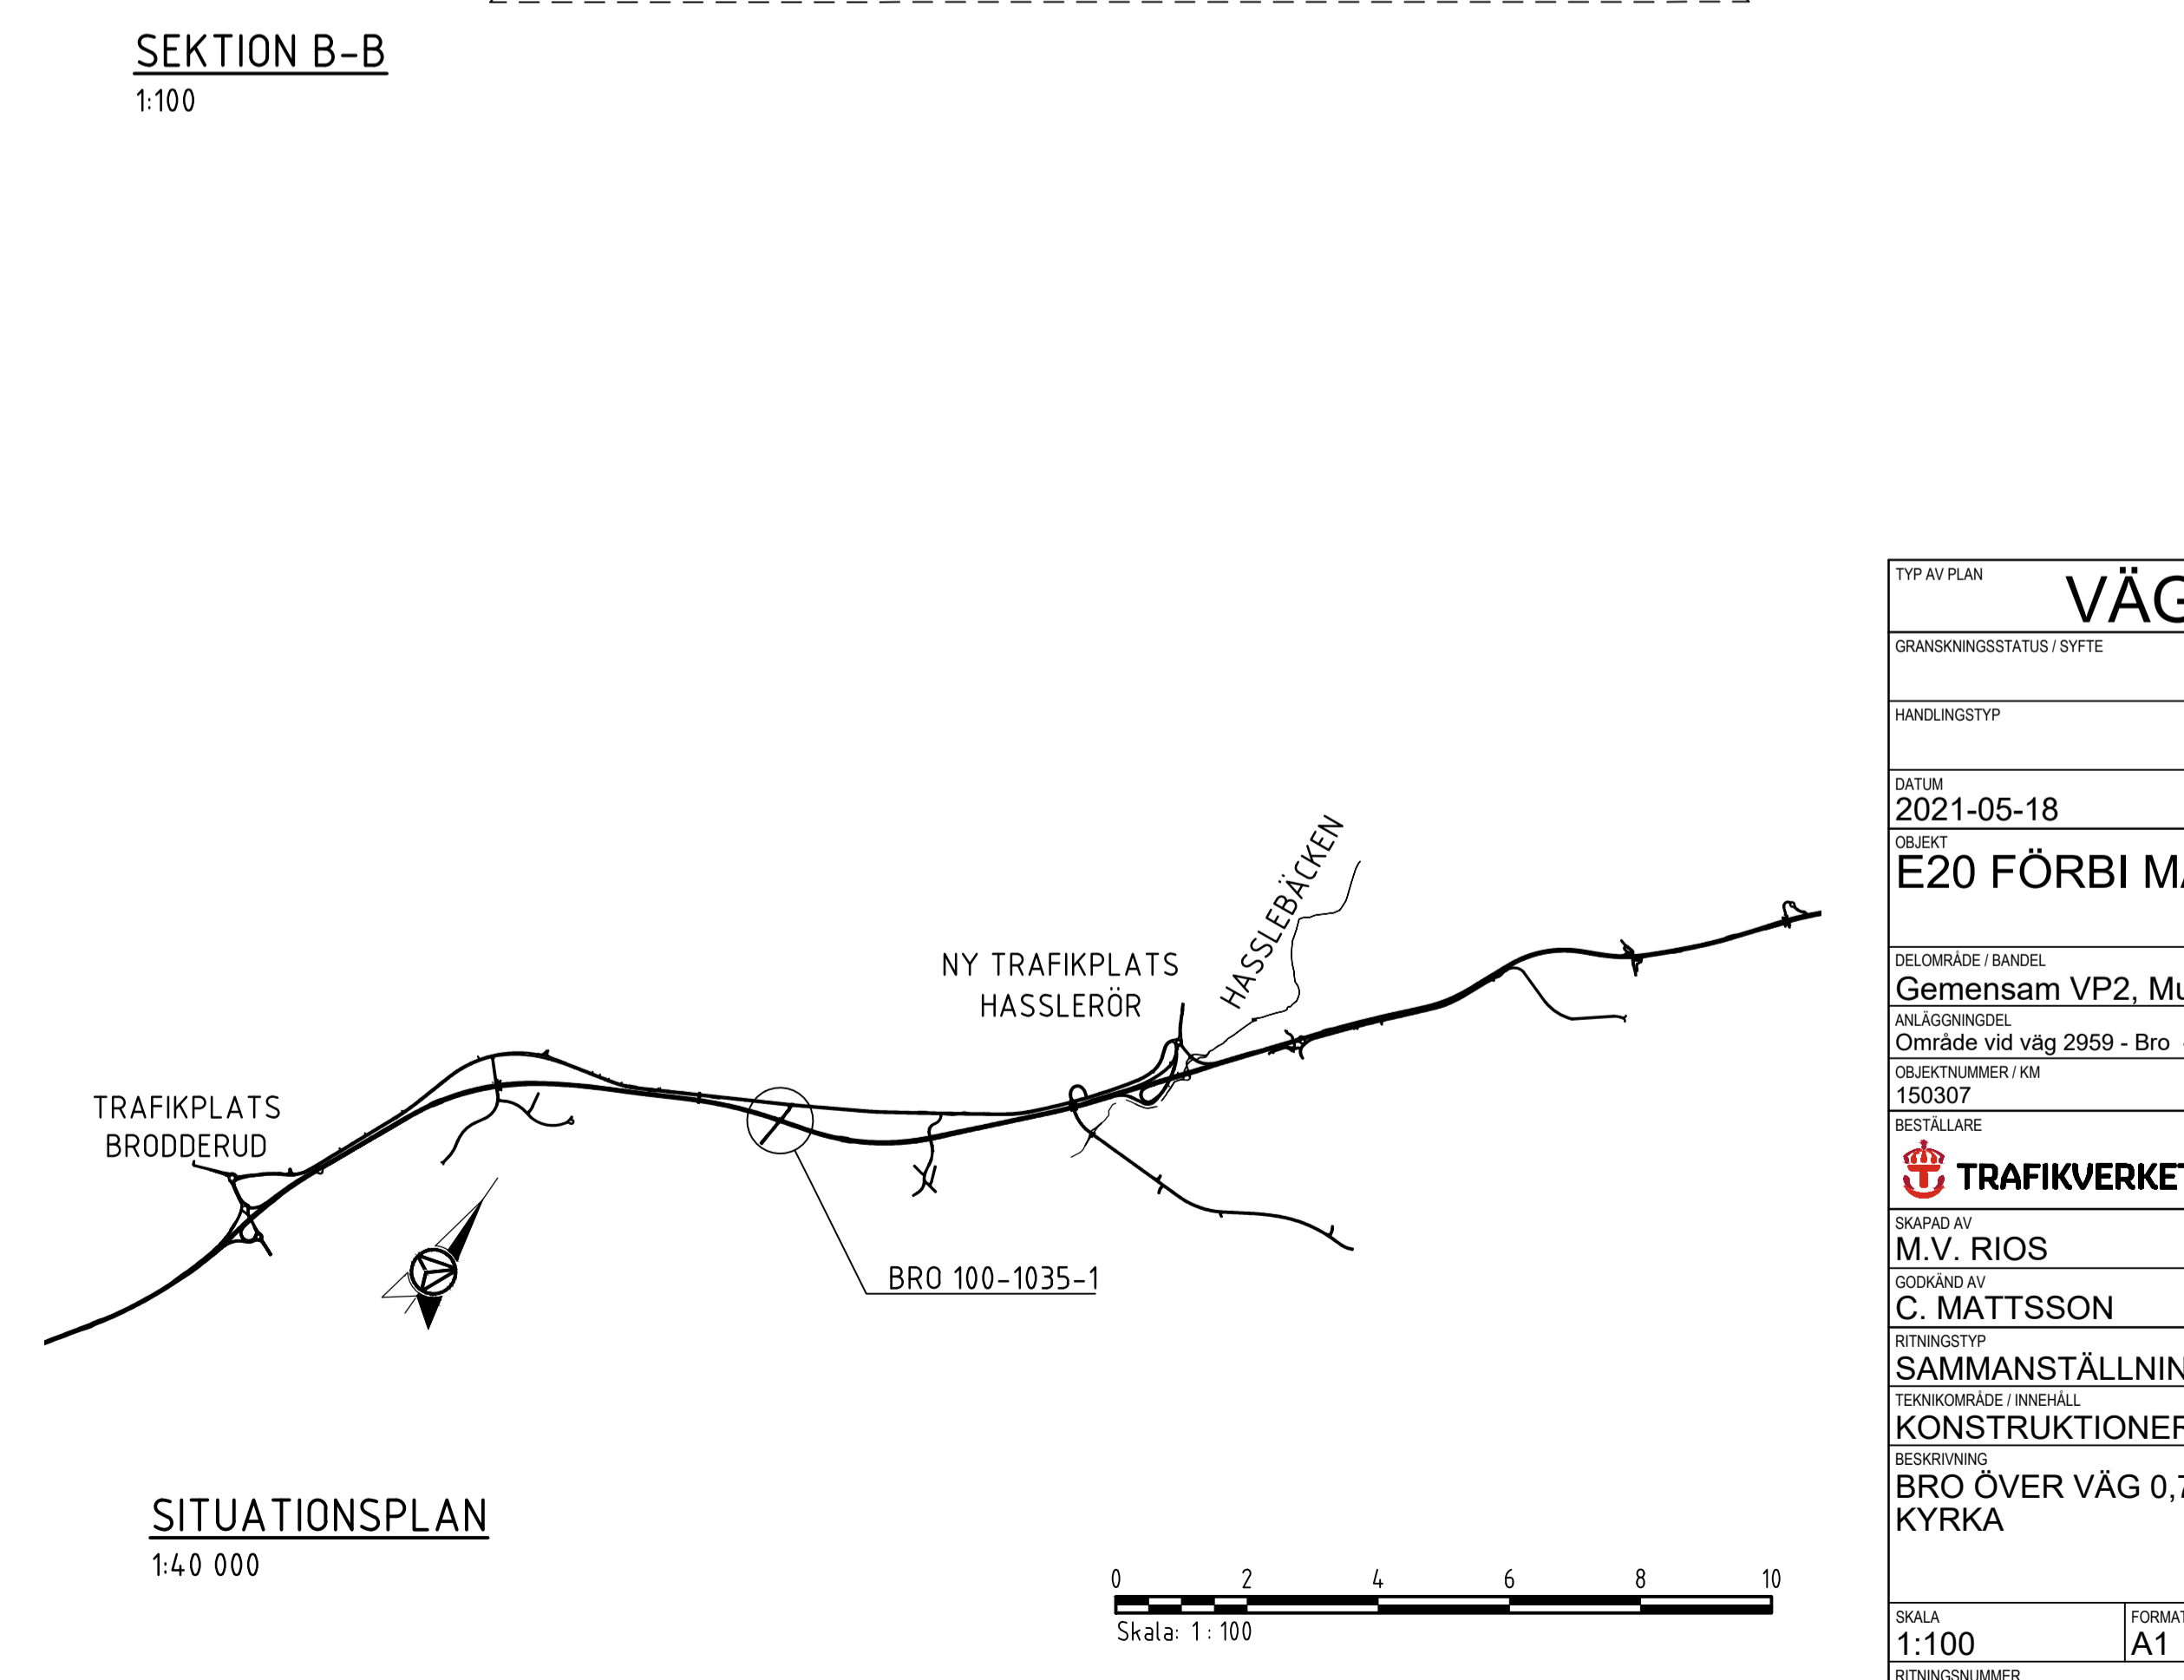 SEKTION B-B
1:100
NY TRAFIKPLATS
HASSLERÖR
HASSLEBÄCKEN
TRAFIKPLATS
BRODDERUD
BRO 100-1035-1
SITUATIONSPLAN
1:40 000
0 2 4 6 8 10
Skala: 1 : 100
TYP AV PLAN
VÄG
GRANSKNINGSSTATUS / SYFTE
HANDLINGSTYP
DATUM
2021-05-18
OBJEKT
E20 FÖRBI MA
DELOMRÅDE / BANDEL
Gemensam VP2, Mu
ANLÄGGNINGDEL
Område vid väg 2959 - Bro
OBJEKTNUMMER / KM
150307
BESTÄLLARE
TRAFIKVERKET
SKAPAD AV
M.V. RIOS
GODKÄND AV
C. MATTSSON
RITNINGSTYP
SAMMANSTÄLLNIN
TEKNIKOMRÅDE / INNEHÅLL
KONSTRUKTIONER
BESKRIVNING
BRO ÖVER VÄG 0,7
KYRKA
SKALA FORMAT
1:100 A1
RITNINGSNUMMER